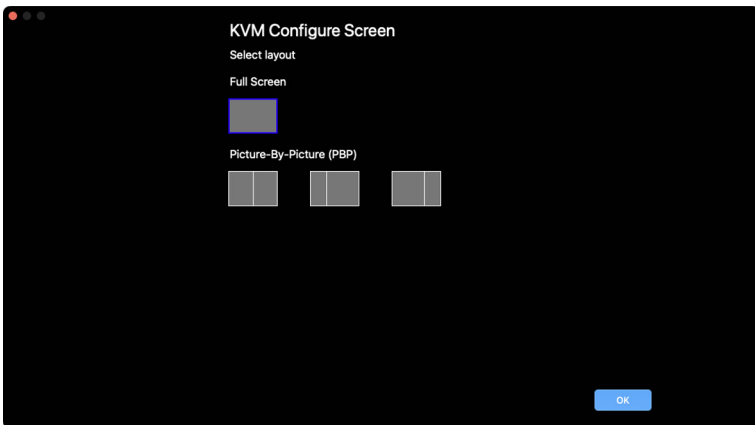 KVM Configure Screen
Select layout
Full Screen
Picture-By-Picture (PBP)
OK